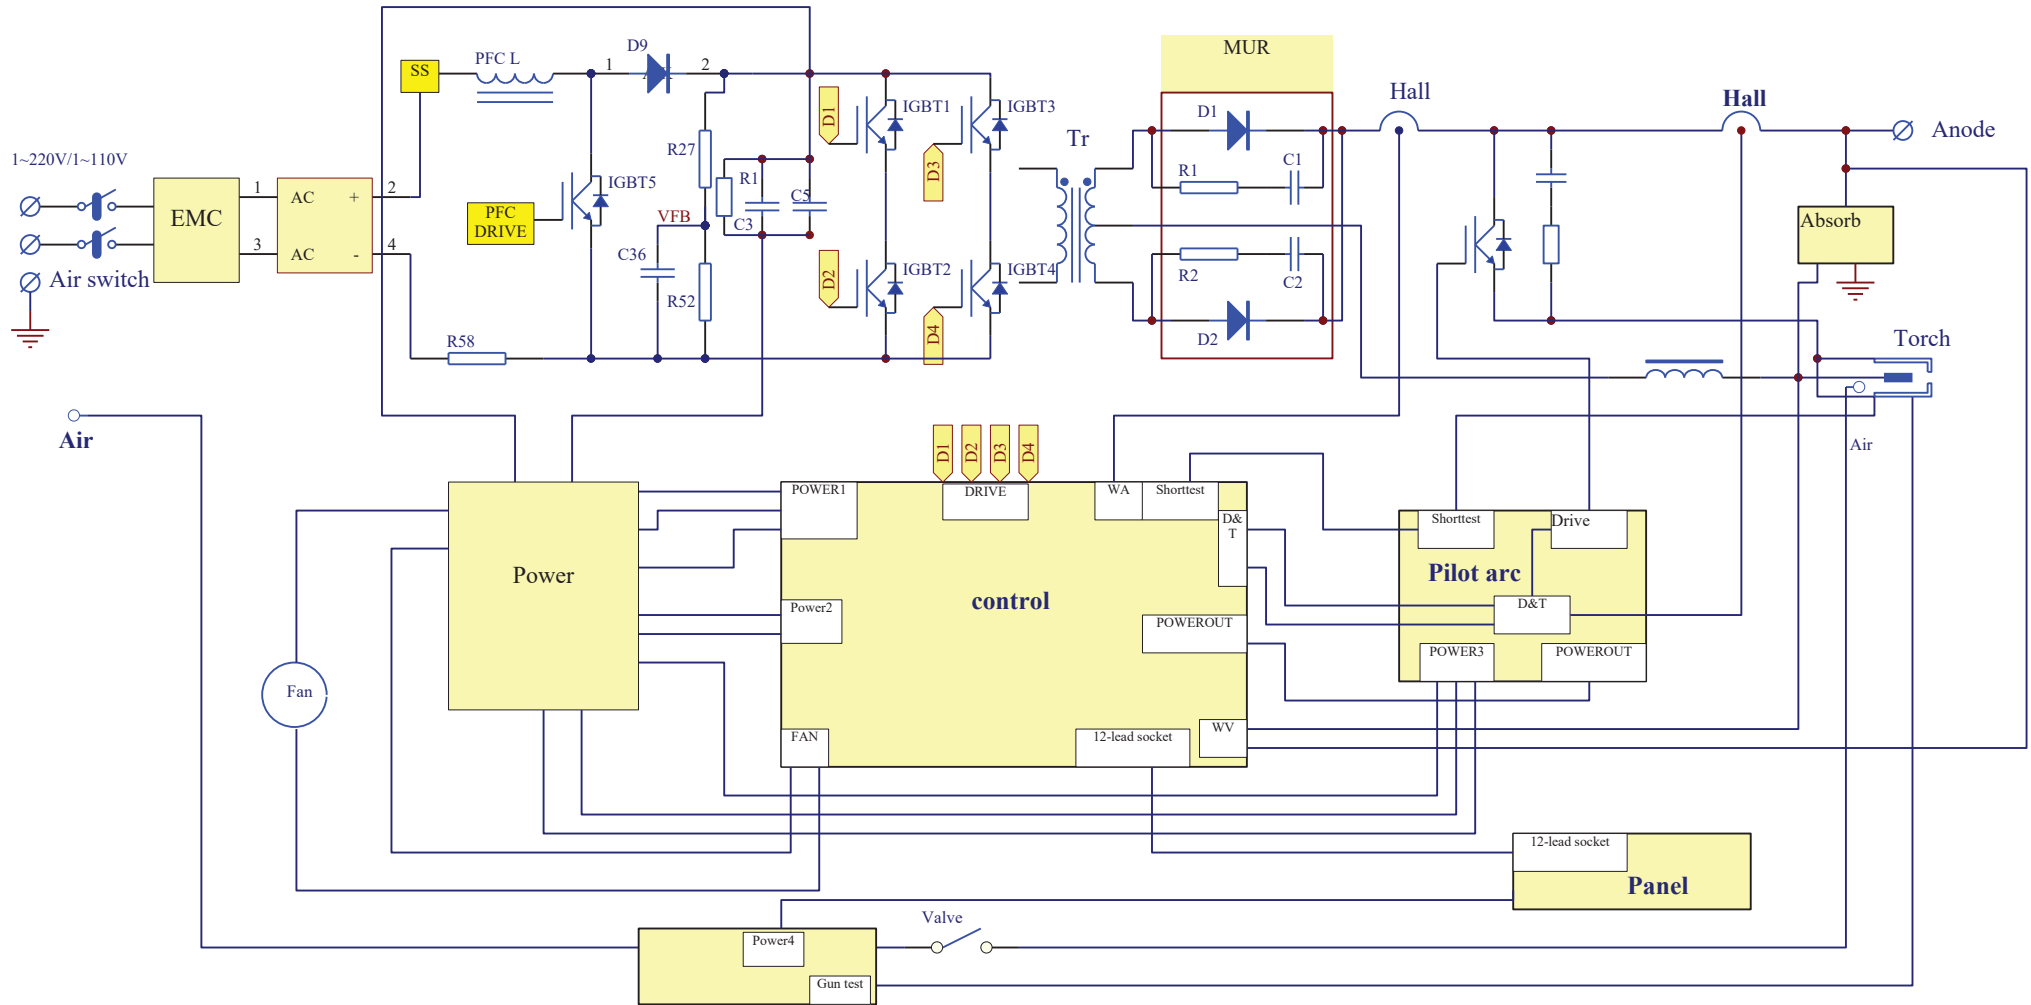 MUR
D9
PFC L
SS
1
2
Hall
Hall
D1
IGBT1
IGBT3
D1
Anode
Tr
1~220V/1~110V
R27
D3
C1
R1
IGBT5
R1
C5
1
AC
+
2
EMC
PFC
DRIVE
VFB
C3
Absorb
3
AC
-
4
C36
D2
IGBT2
IGBT4
R2
C2
Air switch
R52
D4
D2
R58
Torch
Air
Air
D1
D2
D3
D4
POWER1
DRIVE
WA
Shorttest
D&
T
Shorttest
Drive
Power
control
Pilot arc
Power2
D&T
POWEROUT
POWER3
POWEROUT
Fan
FAN
12-lead socket
WV
12-lead socket
Panel
Valve
Power4
Gun test